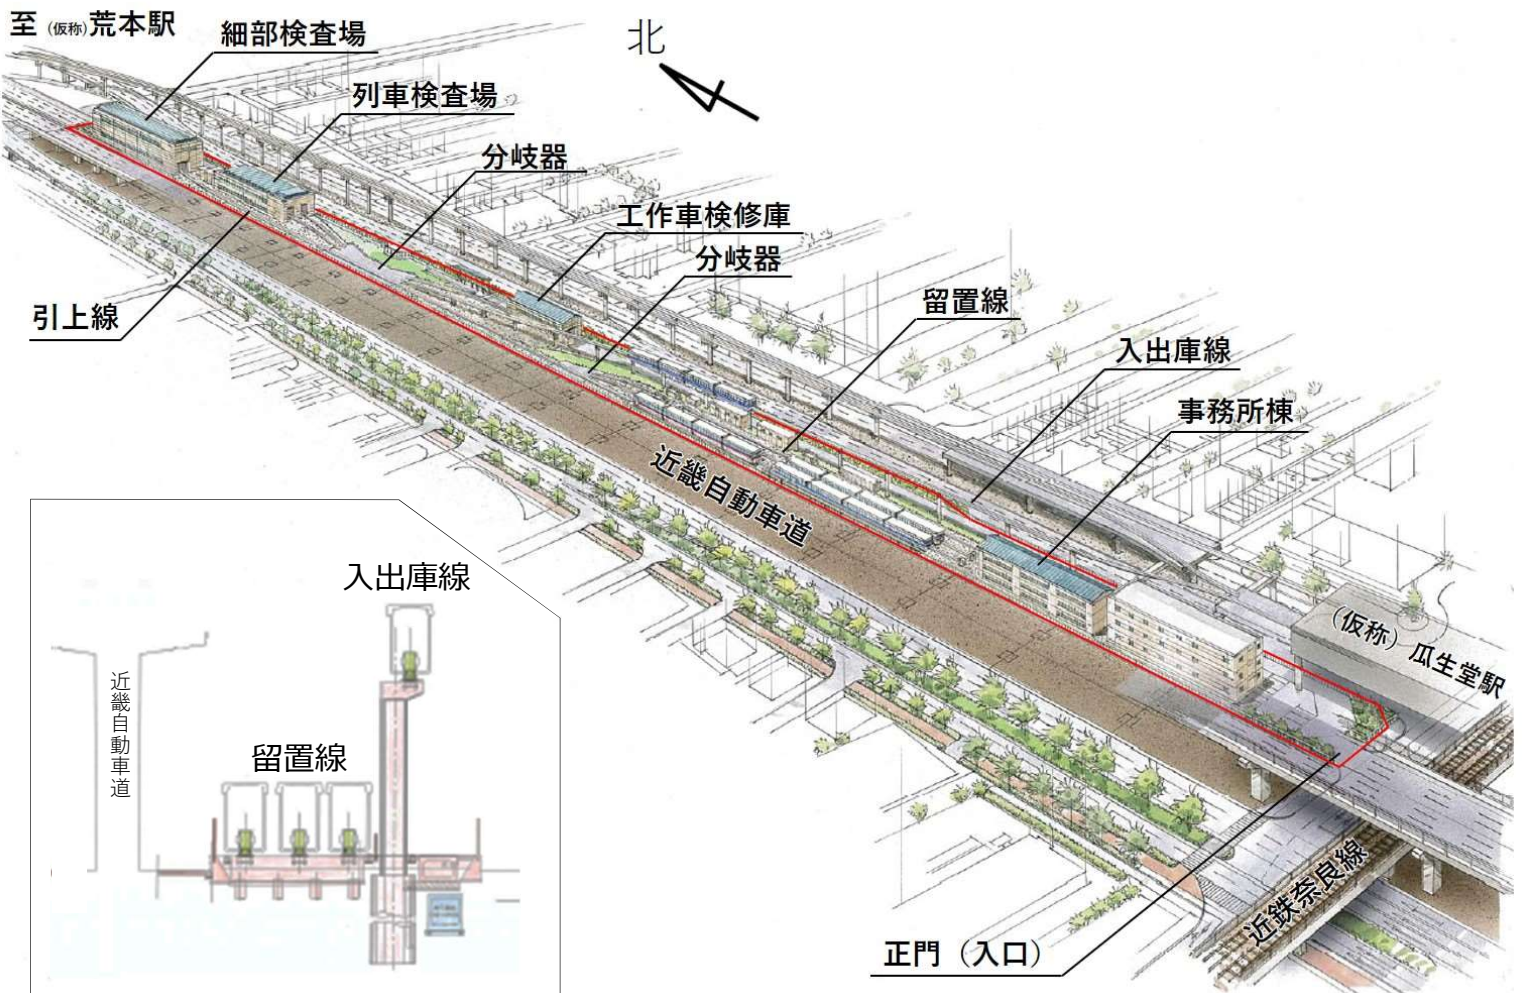 至 (仮称)荒本駅
細部検査場
北
列車検査場
分岐器
工作車検修庫
分岐器
留置線
引上線
入出庫線
事務所棟
近畿自動車道
(仮称) 瓜生堂駅
入出庫線
近畿自動車道
留置線
近鉄奈良線
正門（入口）